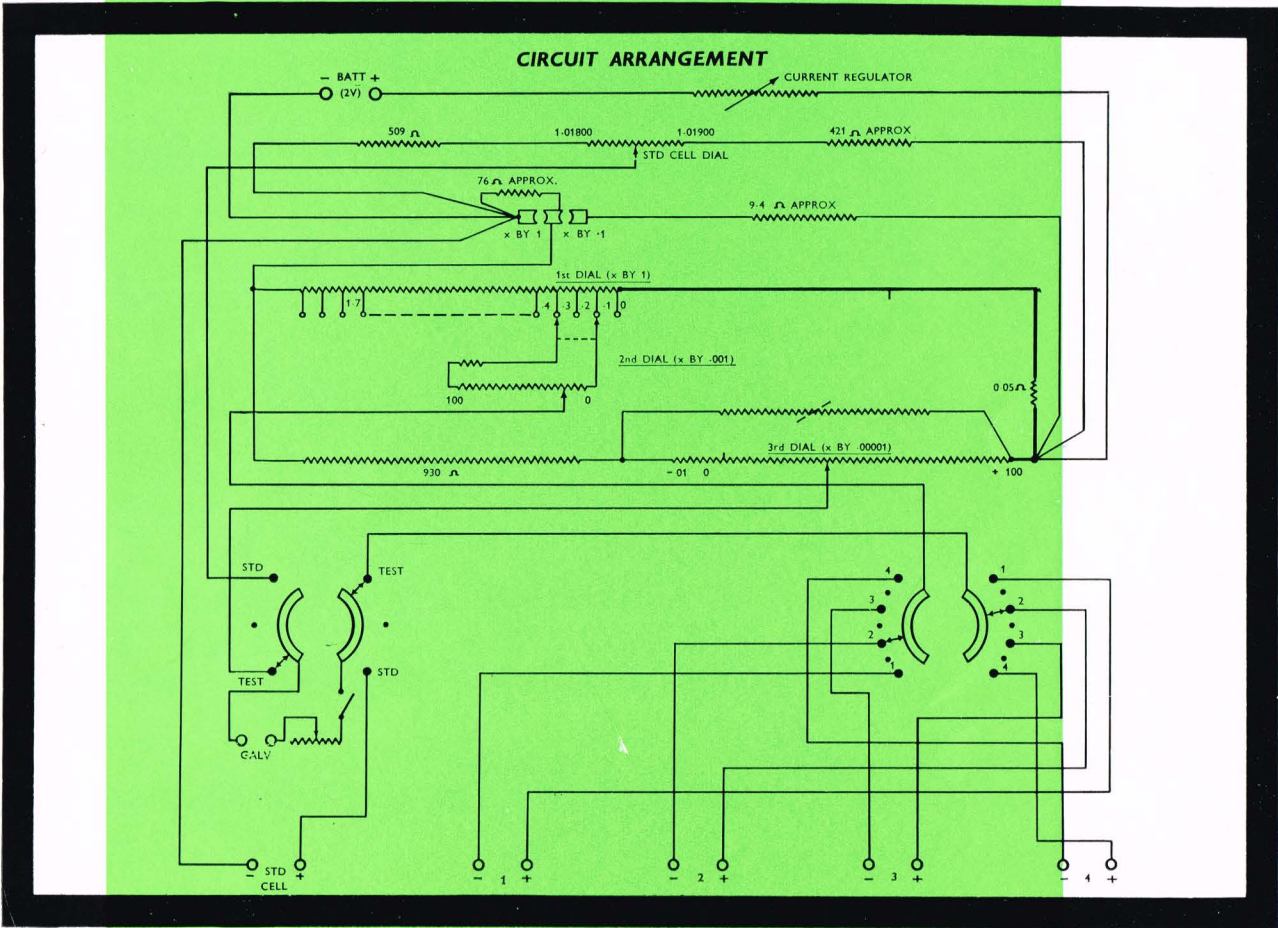 CIRCUIT ARRANGEMENT
- BATT +
(2V)
CURRENT REGULATOR
509 Ω
1·01800
1·01900
421 Ω APPROX
STD CELL DIAL
76 Ω APPROX.
9·4 Ω APPROX
x BY 1
x BY ·1
1st DIAL (x BY 1)
1·7
·4
·3
·2
·1
0
2nd DIAL (x BY ·001)
100
0
0 05Ω
3rd DIAL (x BY ·00001)
930 Ω
- 01
0
+ 100
STD
TEST
4
1
3
2
2
3
1
4
TEST
STD
GALV
- STD +
CELL
- 1 +
- 2 +
- 3 +
- 4 +